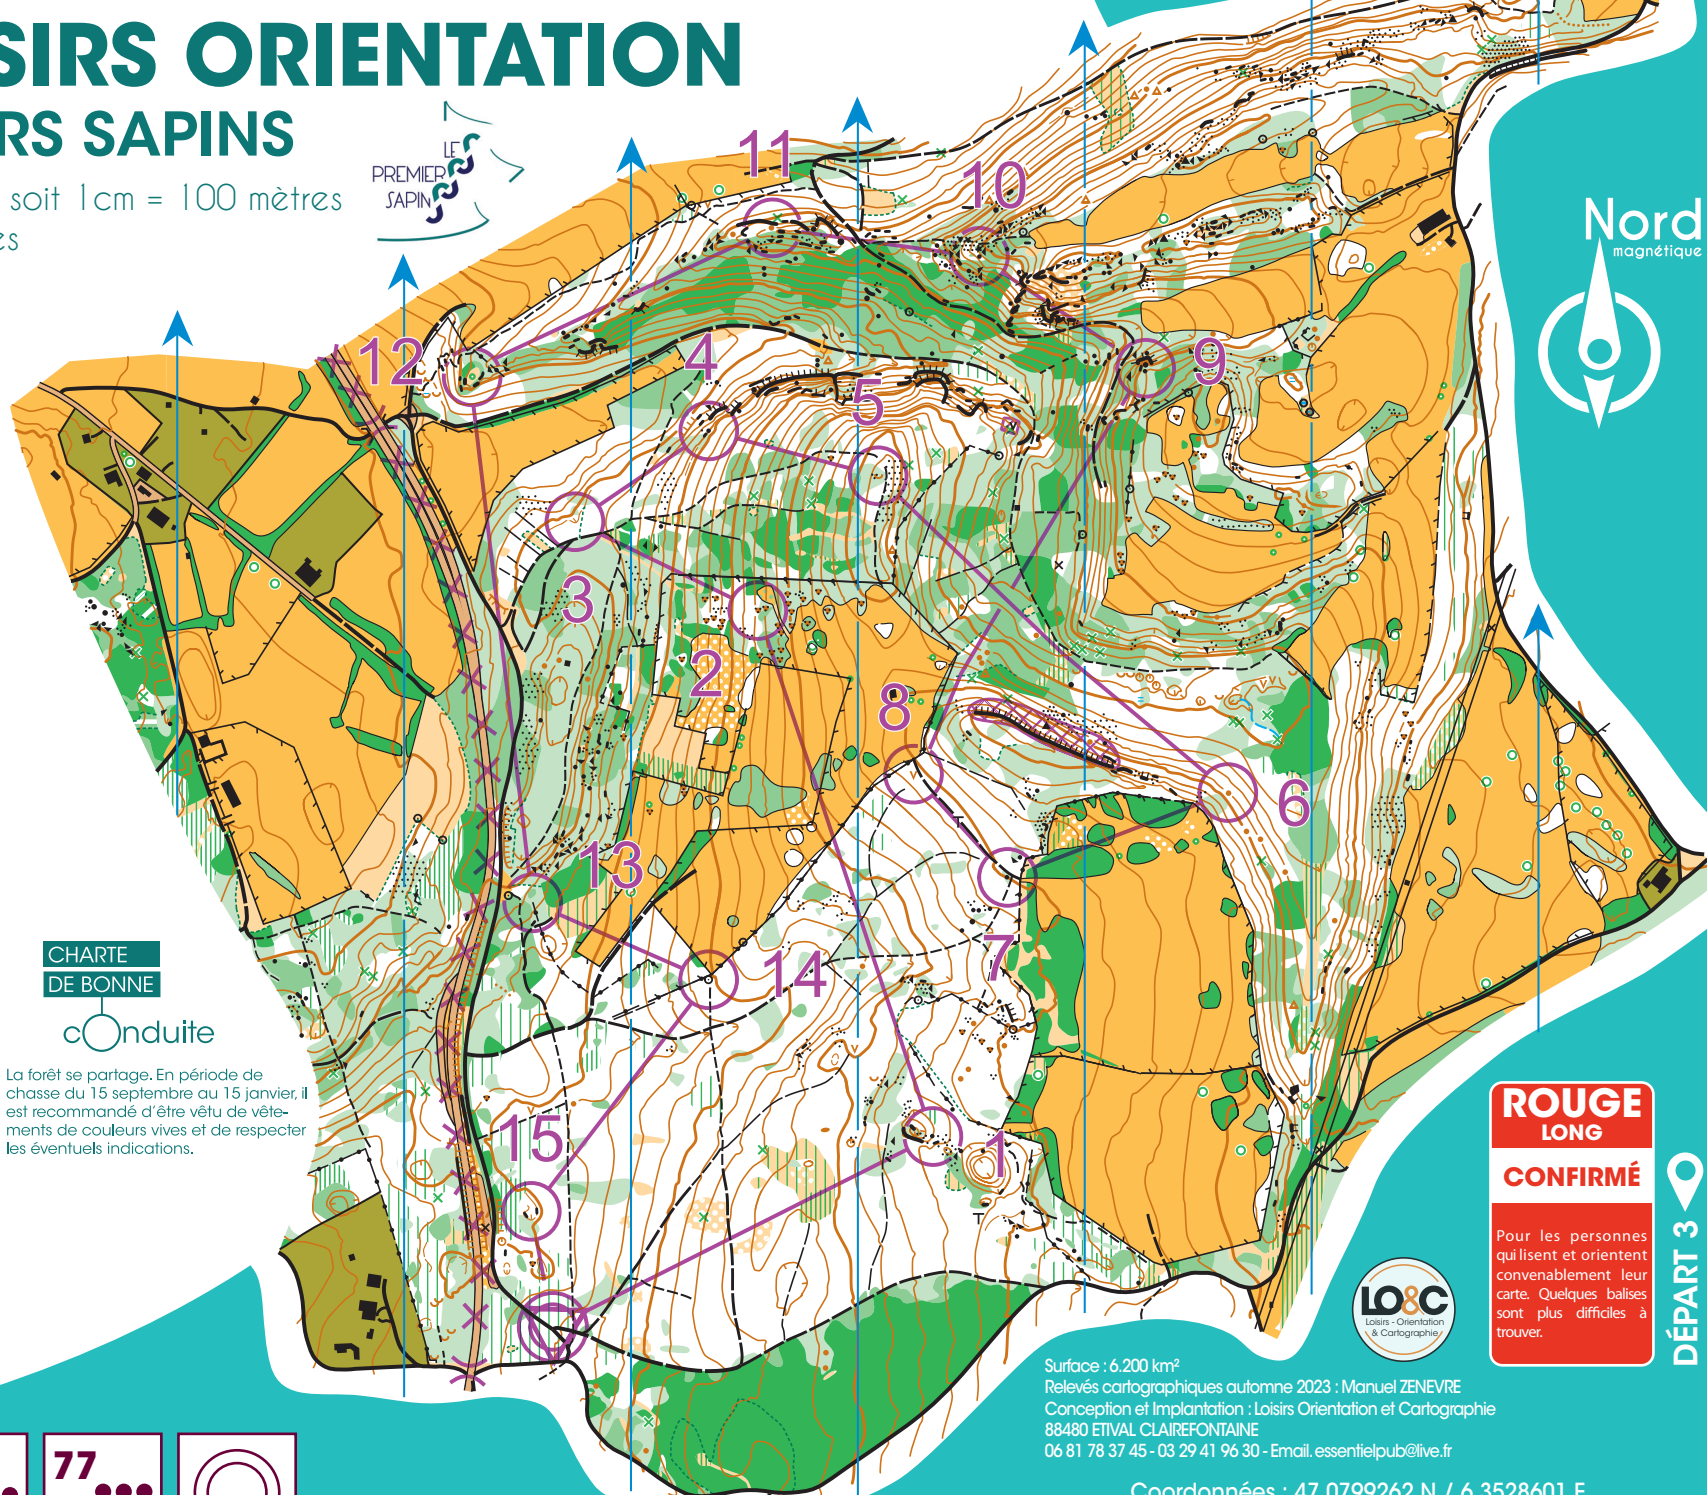 SIRS ORIENTATION
RS SAPINS
soit 1cm = 100 mètres
es
LE
PREMIER
SAPIN
Nord
magnétique
11
10
12
4
5
9
3
2
8
6
13
7
14
15
1
CHARTE
DE BONNE
cOnduite
La forêt se partage. En période de
chasse du 15 septembre au 15 janvier, il
est recommandé d'être vêtu de vête-
ments de couleurs vives et de respecter
les éventuels indications.
ROUGE
LONG
CONFIRMÉ
Pour les personnes
qui lisent et orientent
convenablement leur
carte. Quelques balises
sont plus difficiles à
trouver.
DÉPART 3
LO&C
Loisirs - Orientation
& Cartographie
Surface : 6.200 km²
Relevés cartographiques automne 2023 : Manuel ZENEVRE
Conception et Implantation : Loisirs Orientation et Cartographie
88480 ETIVAL CLAIREFONTAINE
06 81 78 37 45 - 03 29 41 96 30 - Email. essentielpub@live.fr
Coordonnées : 47.0799262 N / 6.3528601 E
77